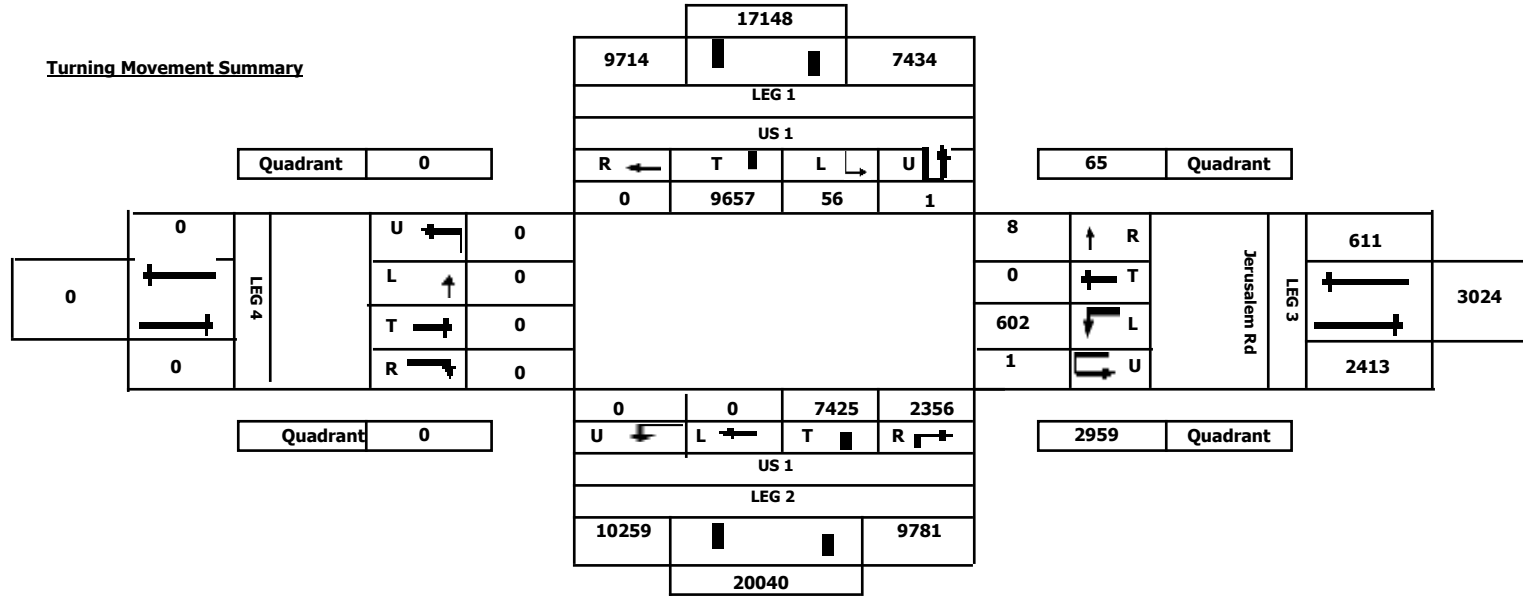 17148
Turning Movement Summary
9714 7434
LEG 1
US 1
Quadrant 0
R T L U
65 Quadrant
0 9657 56 1
0 U 0 8 R 611
0 LEG 4 L 0 0 T Jerusalem Rd LEG 3 3024
T 0 602 L
0 R 0 1 U 2413
0 0 7425 2356
Quadrant 0
U L T R
2959 Quadrant
US 1
LEG 2
10259 9781
20040